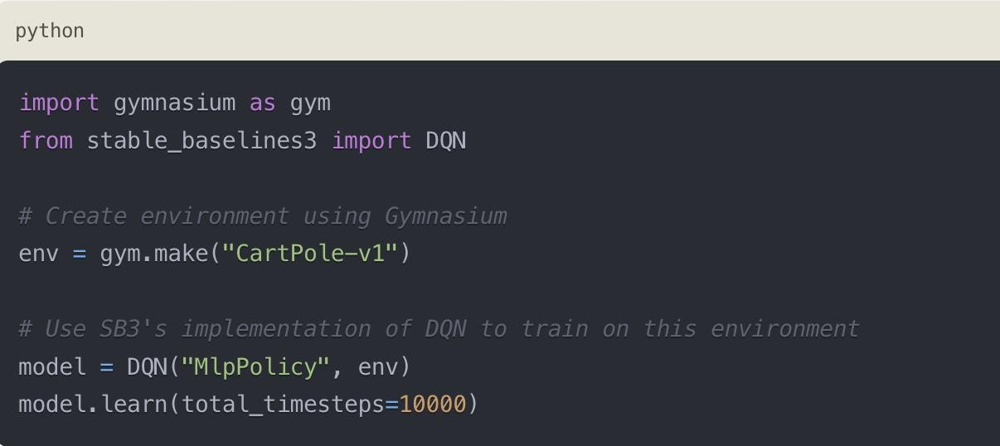 python
import gymnasium as gym
from stable_baselines3 import DQN
# Create environment using Gymnasium
env = gym.make("CartPole-v1")
# Use SB3's implementation of DQN to train on this environment
model = DQN("MlpPolicy", env)
model.learn(total_timesteps=10000)